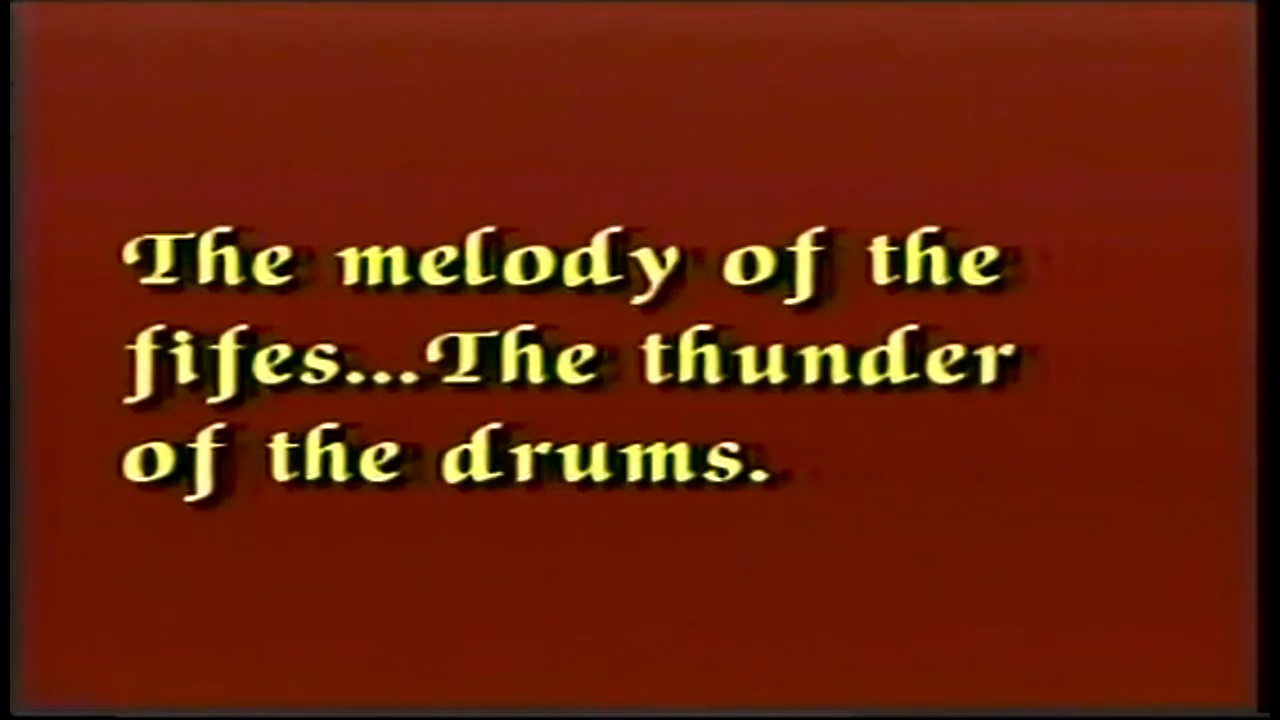 The melody of the
fifes...The thunder
of the drums.